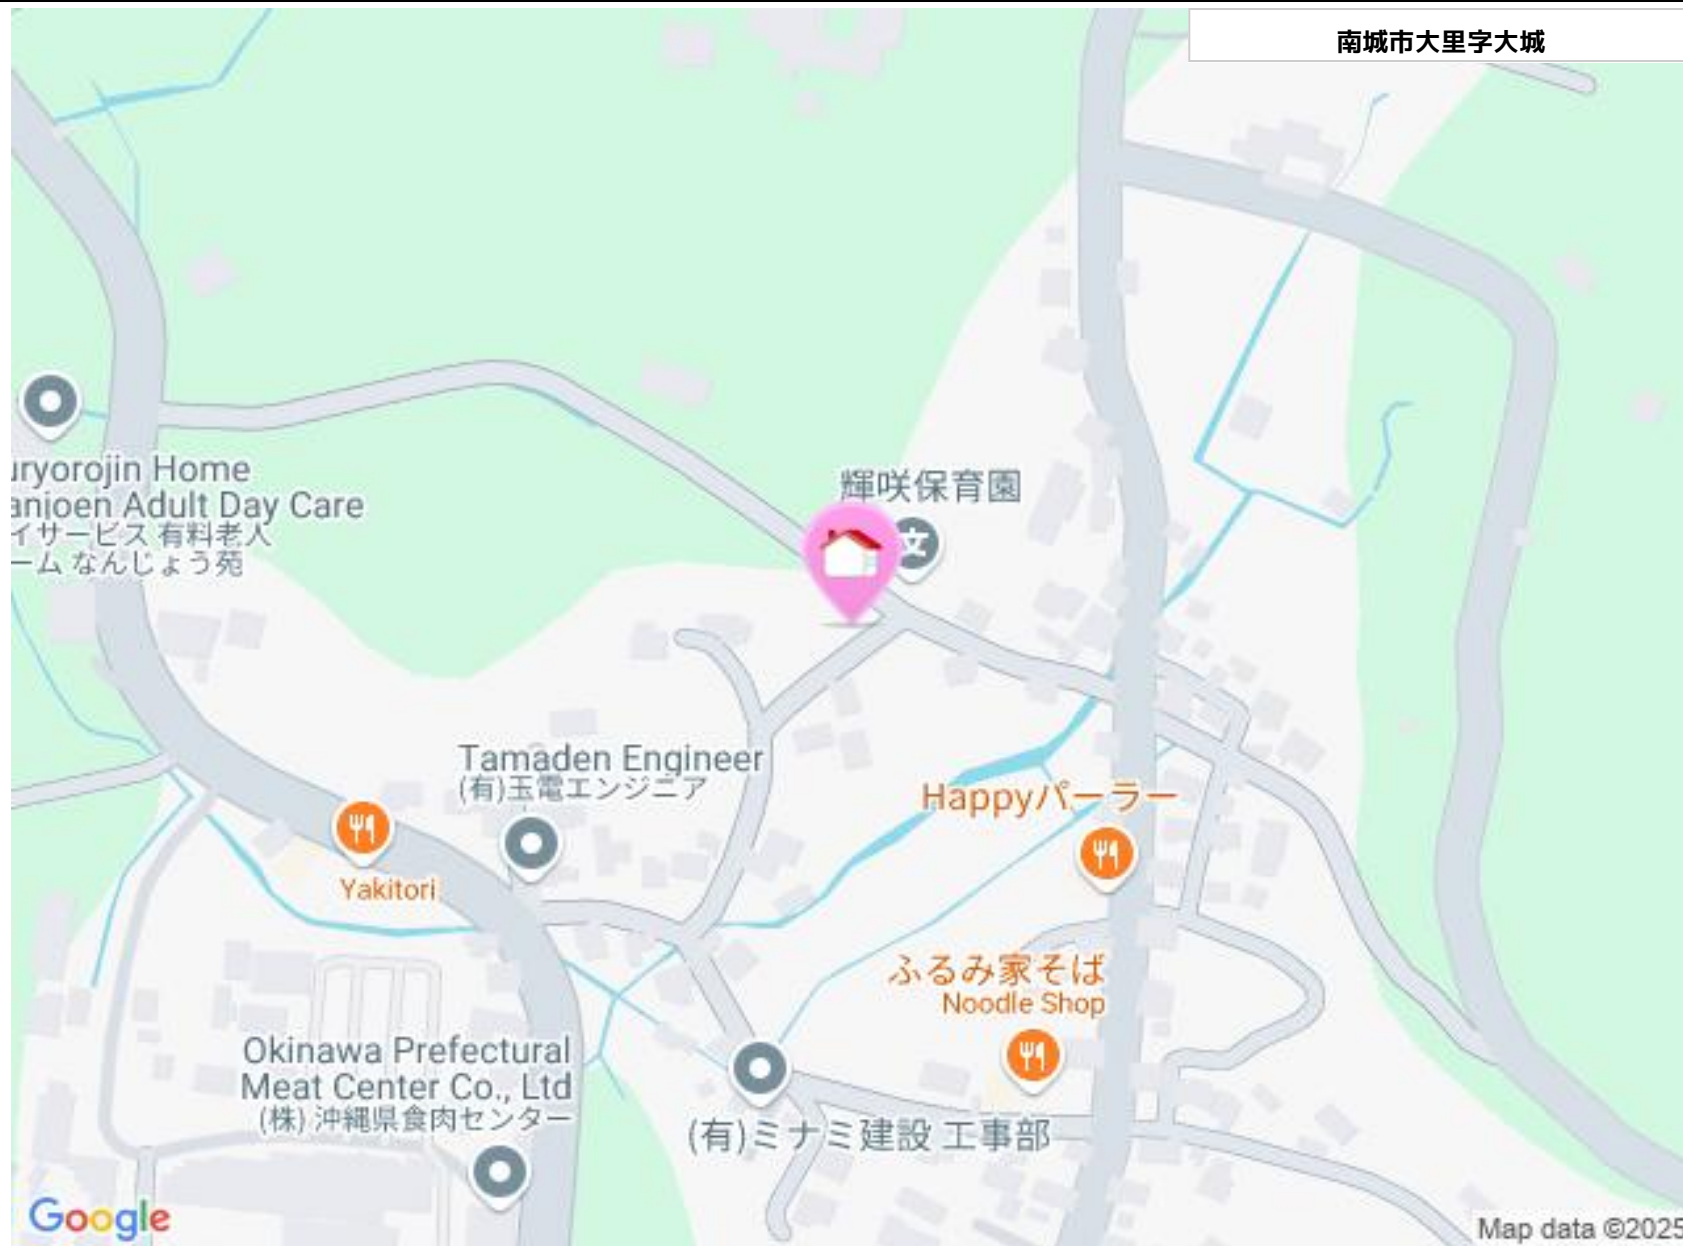 南城市大里字大城
輝咲保育園
文
Home
Adult Day Care
イサービス 有料老人
ーム なんじょう苑
Tamaden Engineer
(有)玉電エンジニア
Happyパーラー
Yakitori
ふるみ家そば
Noodle Shop
Okinawa Prefectural
Meat Center Co., Ltd
(株) 沖縄県食肉センター
(有)ミナミ建設 工事部
Google
Map data ©2025